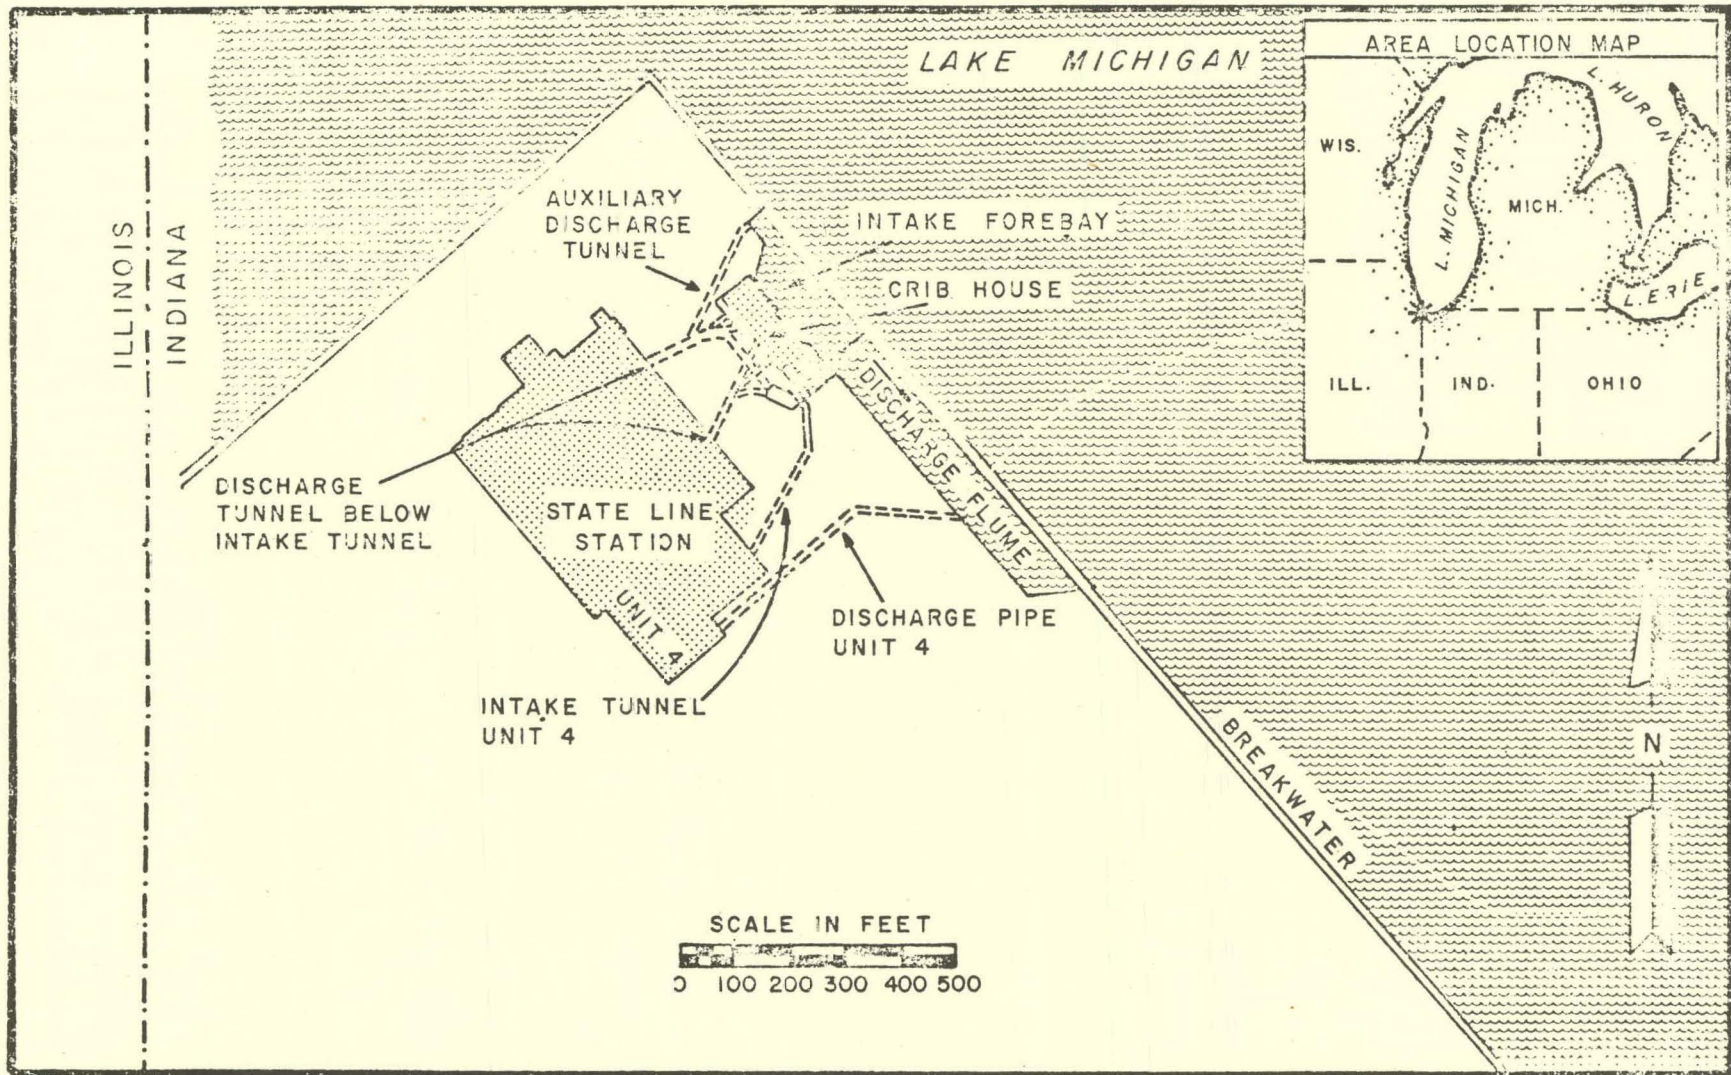 LAKE MICHIGAN
AREA LOCATION MAP
L. HURON
WIS.
L. MICHIGAN
MICH.
L. ERIE
ILL.
IND.
OHIO
ILLINOIS
INDIANA
AUXILIARY
DISCHARGE
TUNNEL
INTAKE FOREBAY
CRIB HOUSE
DISCHARGE FLUME
DISCHARGE
TUNNEL BELOW
INTAKE TUNNEL
STATE LINE
STATION
UNIT 4
DISCHARGE PIPE
UNIT 4
INTAKE TUNNEL
UNIT 4
BREAKWATER
N
SCALE IN FEET
0 100 200 300 400 500